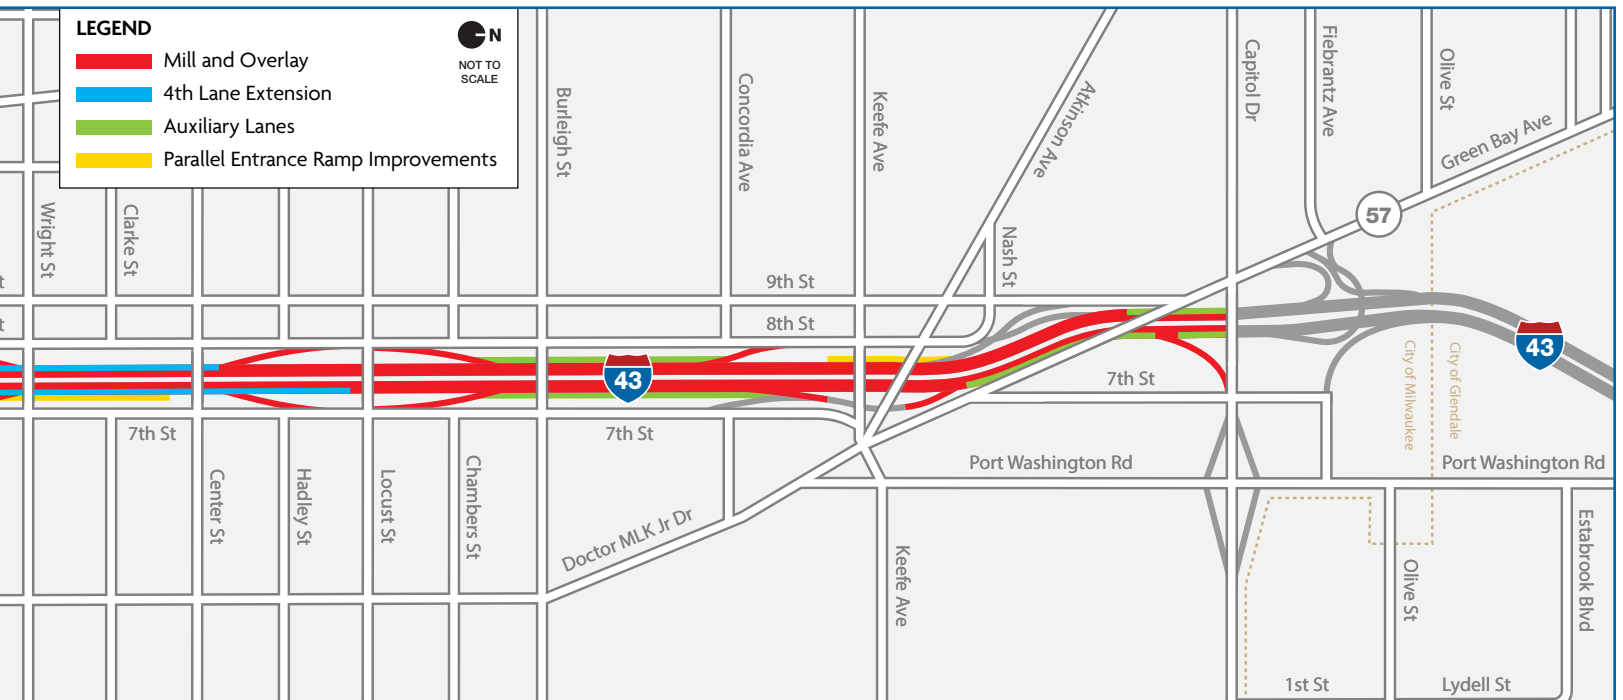 LEGEND
Mill and Overlay
4th Lane Extension
Auxiliary Lanes
Parallel Entrance Ramp Improvements
N
NOT TO
SCALE
Burleigh St
Concordia Ave
Keefe Ave
Atkinson Ave
Capitol Dr
Fiebrantz Ave
Olive St
Green Bay Ave
57
Wright St
Clarke St
Nash St
9th St
8th St
t
t
43
43
7th St
7th St
7th St
City of Milwaukee
City of Glendale
Port Washington Rd
Port Washington Rd
Center St
Hadley St
Locust St
Chambers St
Doctor MLK Jr Dr
Keefe Ave
Olive St
Estabrook Blvd
1st St
Lydell St